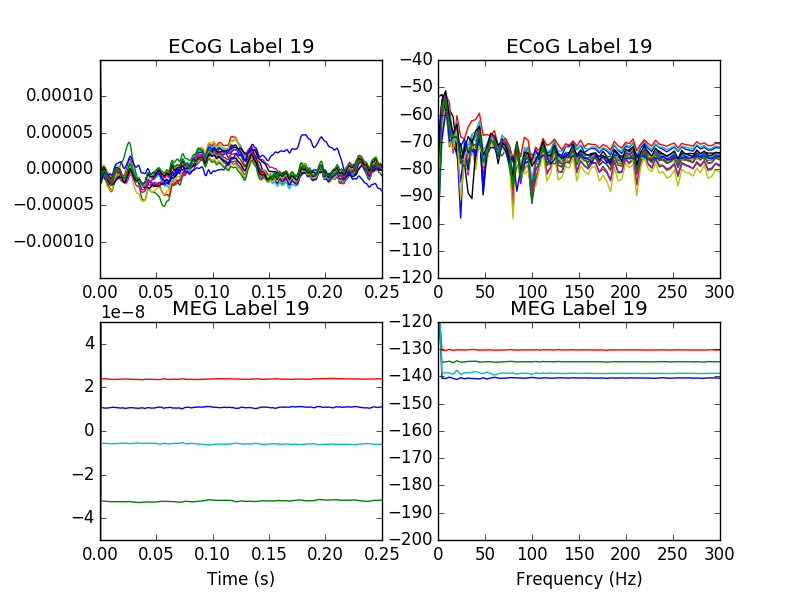 ECoG Label 19
ECoG Label 19
0.00010
0.00005
0.00000
−0.00005
−0.00010
0.00 0.05 0.10 0.15 0.20 0.25
−40
−50
−60
−70
−80
−90
−100
−110
−120
0 50 100 150 200 250 300
1e−8
MEG Label 19
MEG Label 19
4
2
0
−2
−4
0.00 0.05 0.10 0.15 0.20 0.25
Time (s)
−120
−130
−140
−150
−160
−170
−180
−190
−200
0 50 100 150 200 250 300
Frequency (Hz)